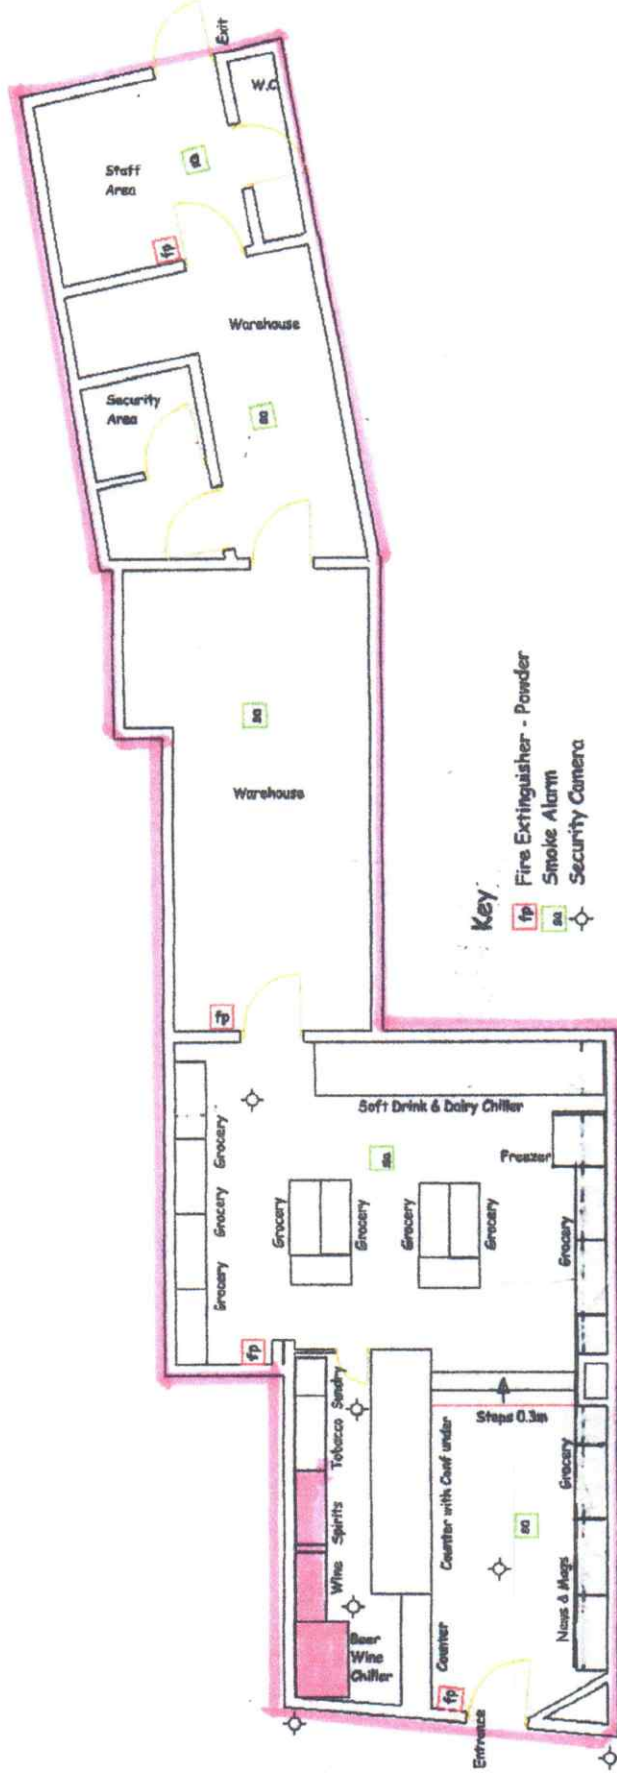 Exit
W.C.
Staff
Area
sa
fp
Warehouse
Security
Area
sa
sa
Warehouse
fp
Key
fp Fire Extinguisher - Powder
sa Smoke Alarm
Security Camera
Soft Drink & Dairy Chiller
sa
Freezer
Grocery
Grocery
Grocery
Grocery
Grocery
Grocery
Grocery
Grocery
fp
Sundry
Tobacco
Spirits
Wine
Beer
Wine
Chiller
Steps 0.3m
Counter with Conf under
Counter
Grocery
News & Mags
sa
fp
Entrance